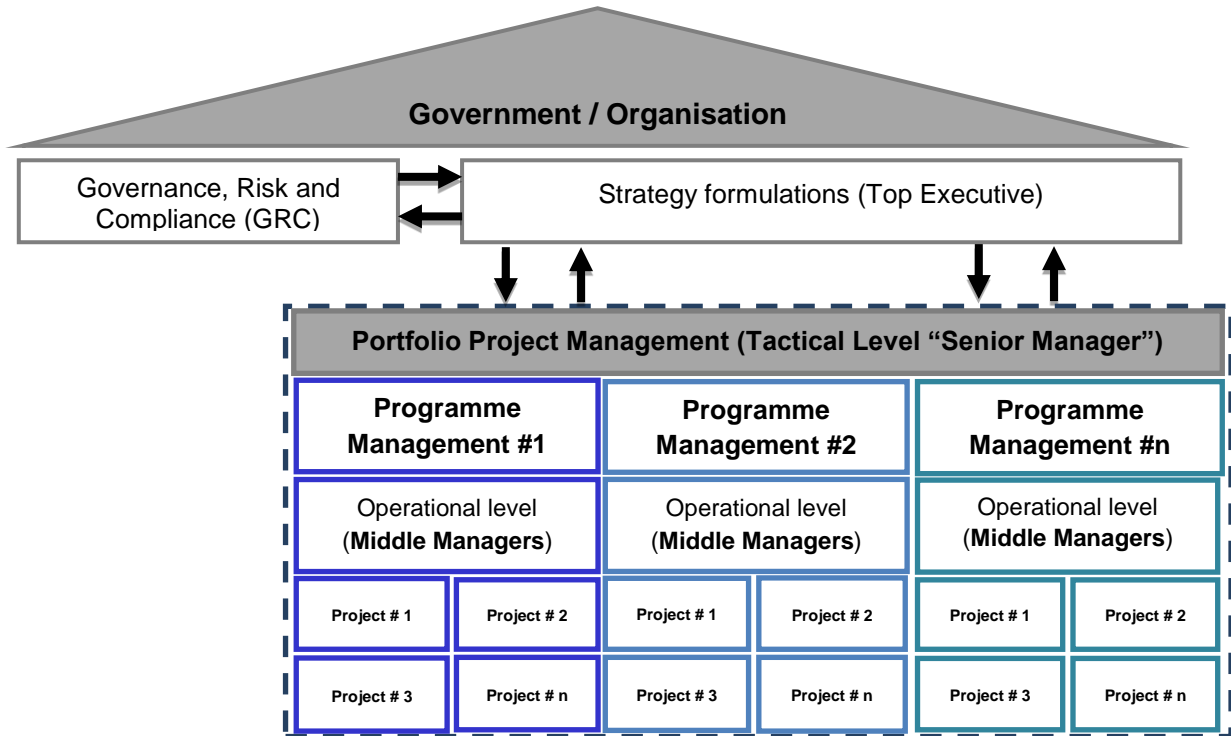 Government / Organisation
Governance, Risk and
Compliance (GRC)
Strategy formulations (Top Executive)
Portfolio Project Management (Tactical Level “Senior Manager”)
Programme
Management #1
Programme
Management #2
Programme
Management #n
Operational level
(Middle Managers)
Operational level
(Middle Managers)
Operational level
(Middle Managers)
Project # 1
Project # 2
Project # 1
Project # 2
Project # 1
Project # 2
Project # 3
Project # n
Project # 3
Project # n
Project # 3
Project # n